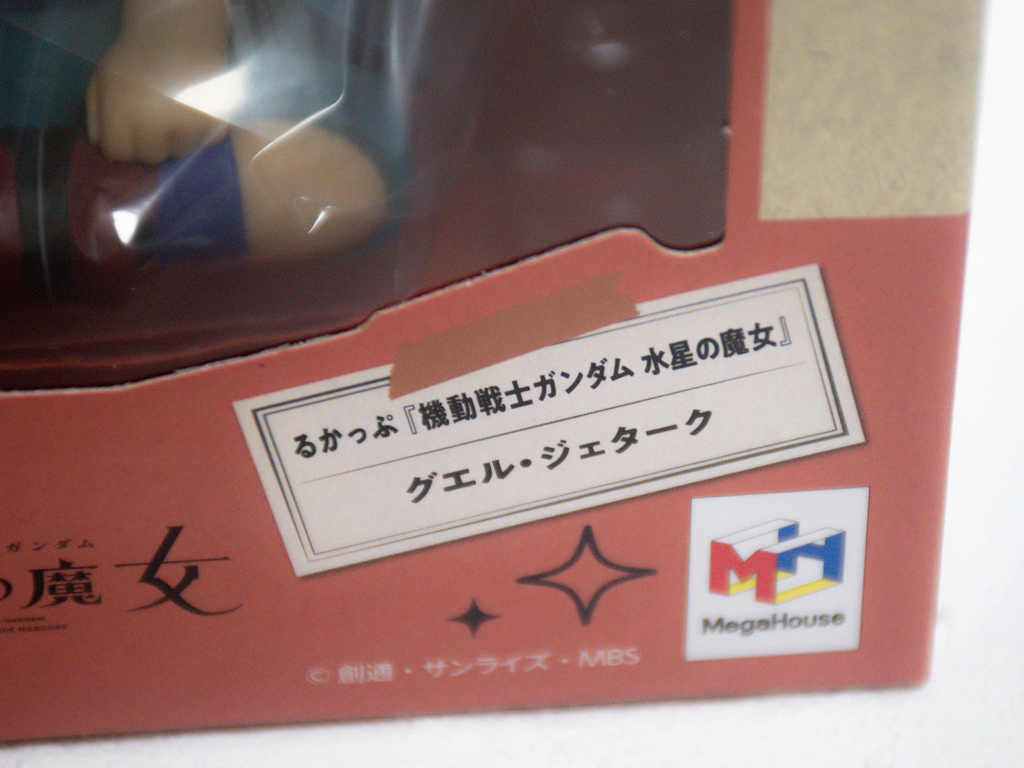 るかっぷ『機動戦士ガンダム 水星の魔女』
グエル・ジェターク
ガンダム
の魔女
MERCURY
MH
MegaHouse
© 創通・サンライズ・MBS